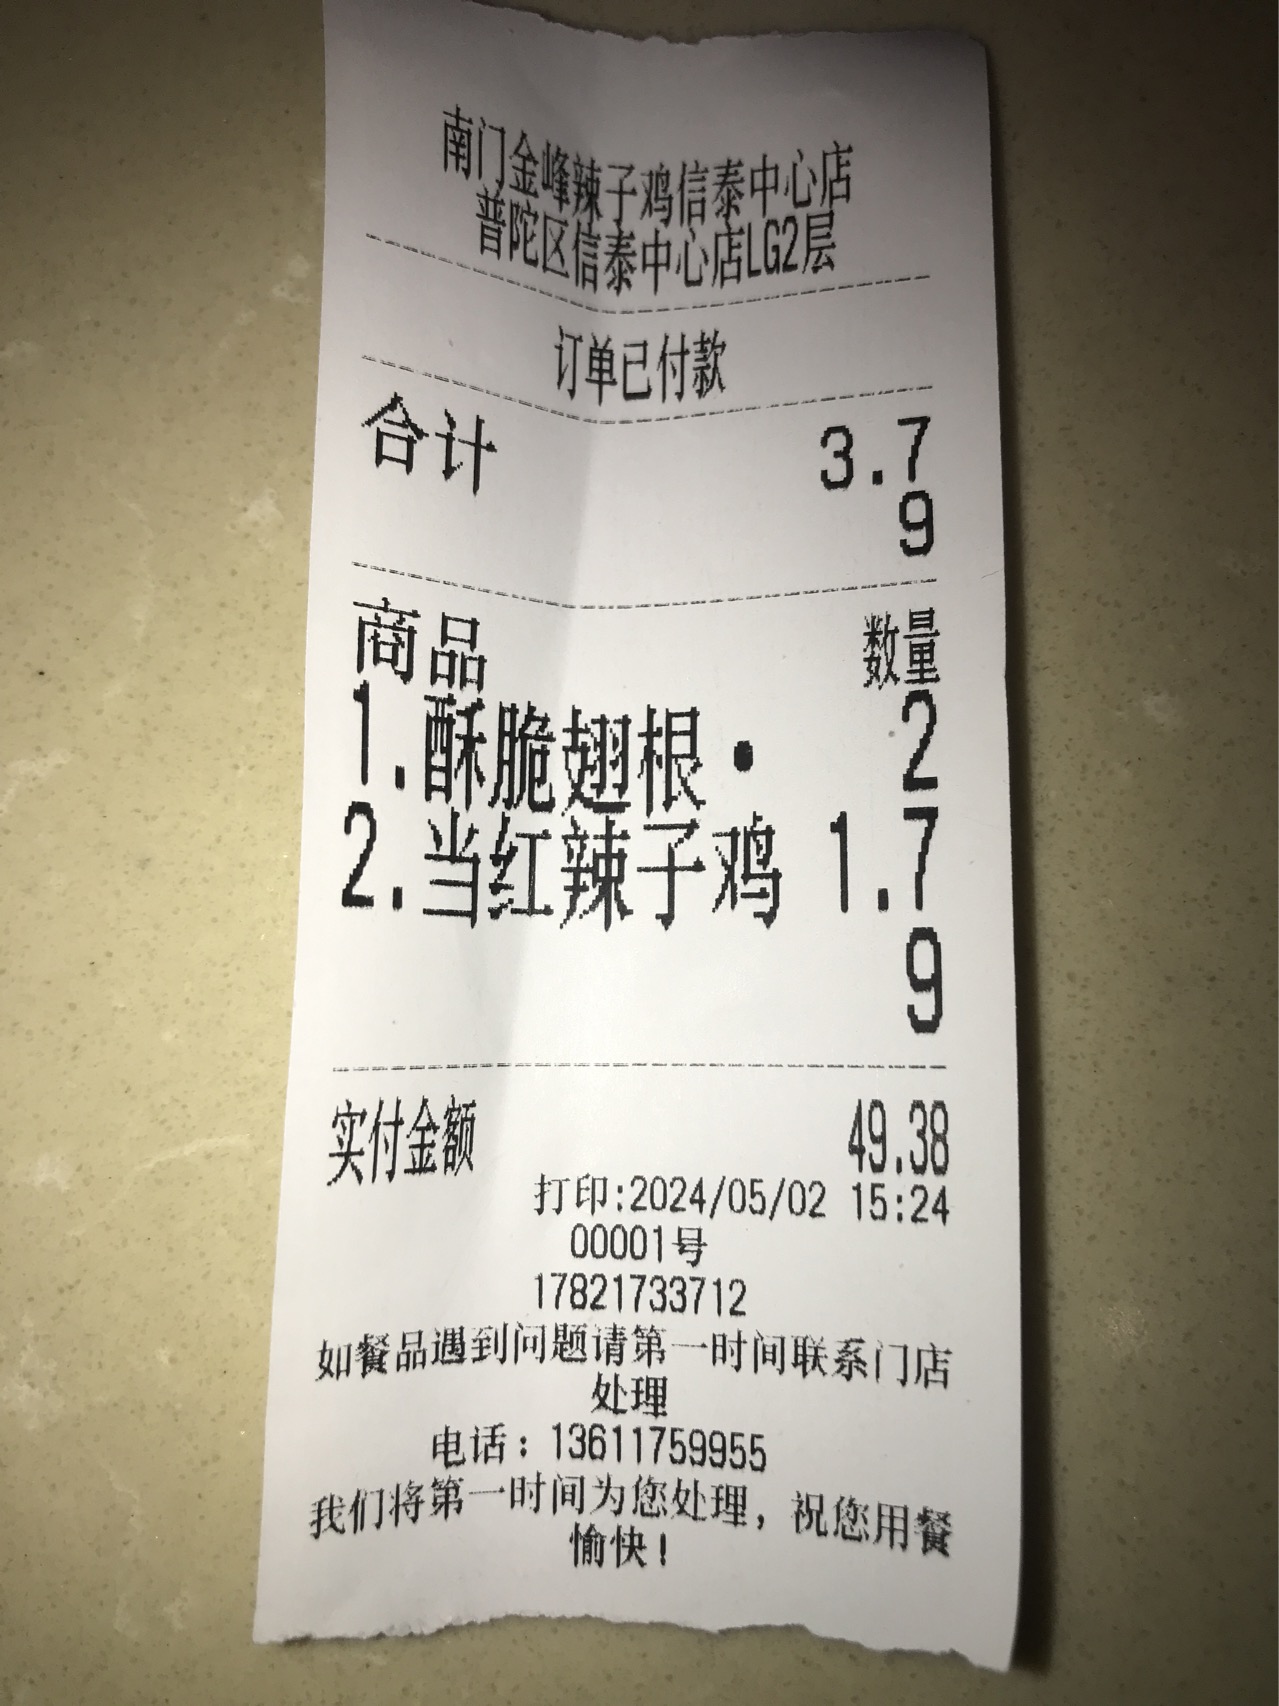 南门金峰辣子鸡信泰中心店
普陀区信泰中心店LG2层
订单已付款
合计 3.7
9
商品 数量
1.酥脆翅根· 2
2.当红辣子鸡 1.7
9
实付金额 49.38
打印:2024/05/02 15:24
00001号
17821733712
如餐品遇到问题请第一时间联系门店
处理
电话：13611759955
我们将第一时间为您处理，祝您用餐
愉快！